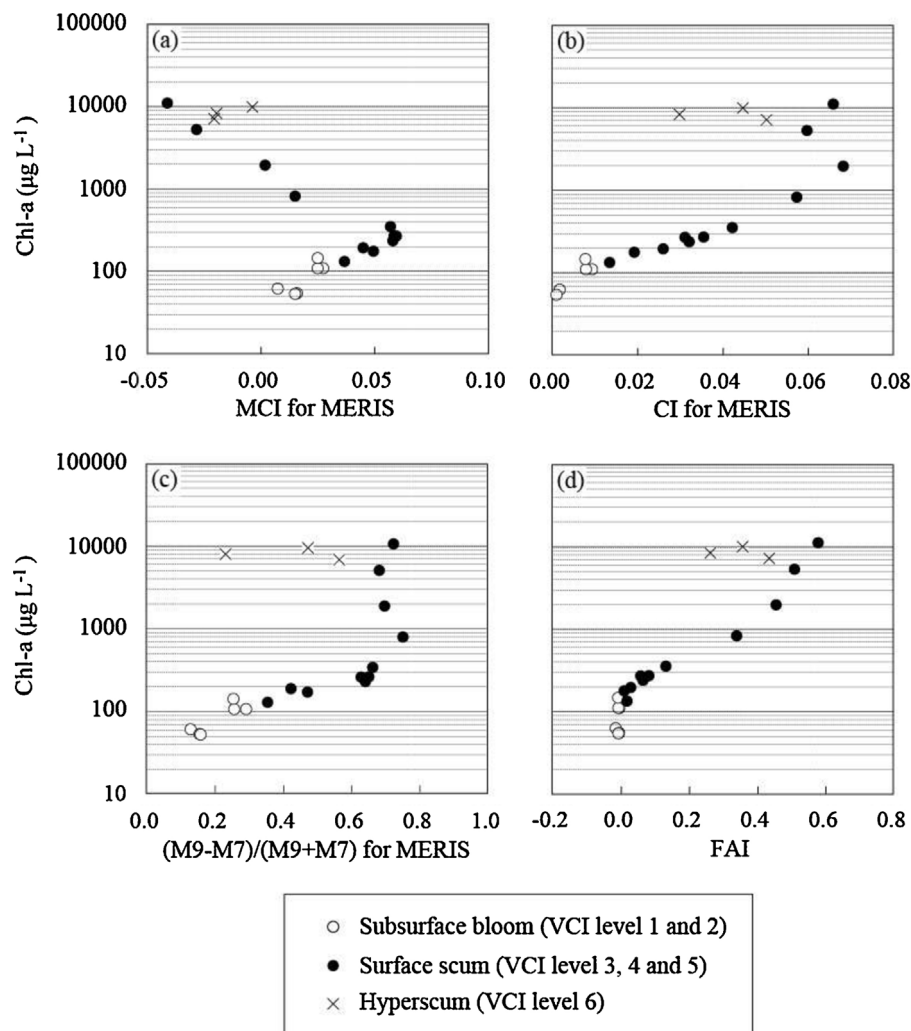 100000
10000
1000
100
10
Chl-a (µg L⁻¹)
(a)
-0.05 0.00 0.05 0.10
MCI for MERIS
(b)
0.00 0.02 0.04 0.06 0.08
CI for MERIS
100000
10000
1000
100
10
Chl-a (µg L⁻¹)
(c)
0.0 0.2 0.4 0.6 0.8 1.0
(M9-M7)/(M9+M7) for MERIS
(d)
-0.2 0.0 0.2 0.4 0.6 0.8
FAI
Subsurface bloom (VCI level 1 and 2)
Surface scum (VCI level 3, 4 and 5)
Hyperscum (VCI level 6)